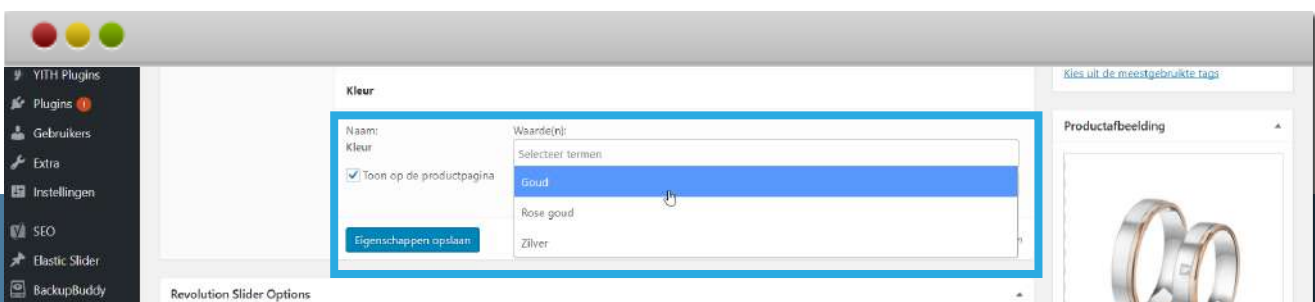 YITH Plugins
Plugins
Gebruikers
Extra
Instellingen
SEO
Elastic Slider
BackupBuddy
Kleur
Naam:
Kleur
Toon op de productpagina
Waarde(n):
Selecteer termen
Goud
Rose goud
Zilver
Eigenschappen opslaan
Revolution Slider Options
Kies uit de meestgebruikte tags
Productafbeelding